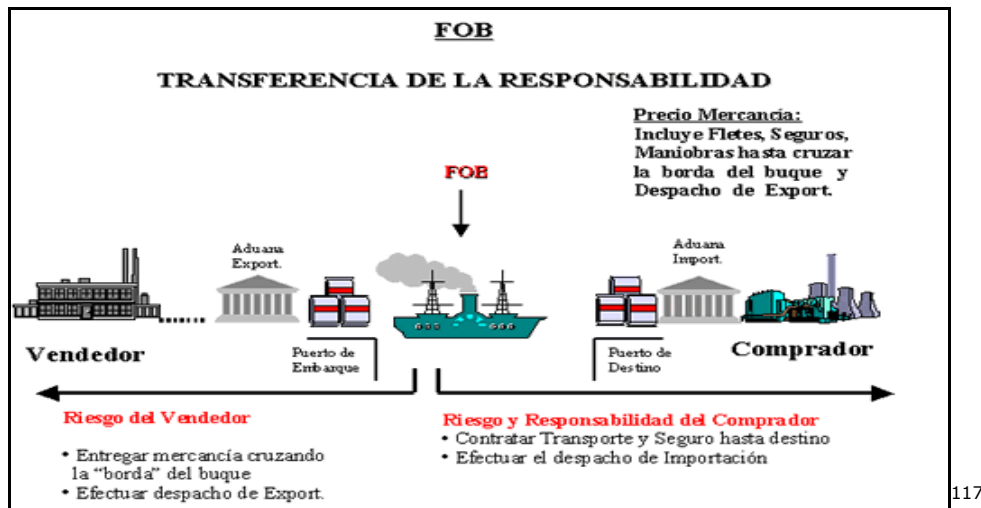 FOB
TRANSFERENCIA DE LA RESPONSABILIDAD
Precio Mercancía:
Incluye Fletes, Seguros,
Maniobras hasta cruzar
la borda del buque y
Despacho de Export.
FOB
Aduana
Export.
Aduana
Import.
Vendedor
Puerto de
Embarque
Puerto de
Destino
Comprador
Riesgo del Vendedor
• Entregar mercancía cruzando
la “borda” del buque
• Efectuar despacho de Export.
Riesgo y Responsabilidad del Comprador
• Contratar Transporte y Seguro hasta destino
• Efectuar el despacho de Importación
117